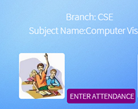 Branch: CSE
Subject Name:Computer Vis
ENTER ATTENDANCE